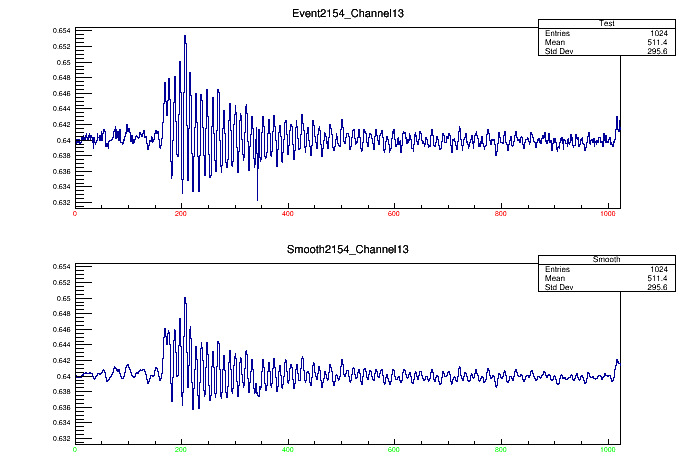 Event2154_Channel13
Test
Entries 1024
Mean 511.4
Std Dev 295.6
0.654
0.652
0.65
0.648
0.646
0.644
0.642
0.64
0.638
0.636
0.634
0.632
0 200 400 600 800 1000
Smooth2154_Channel13
Smooth
Entries 1024
Mean 511.4
Std Dev 295.6
0.654
0.652
0.65
0.648
0.646
0.644
0.642
0.64
0.638
0.636
0.634
0.632
0 200 400 600 800 1000